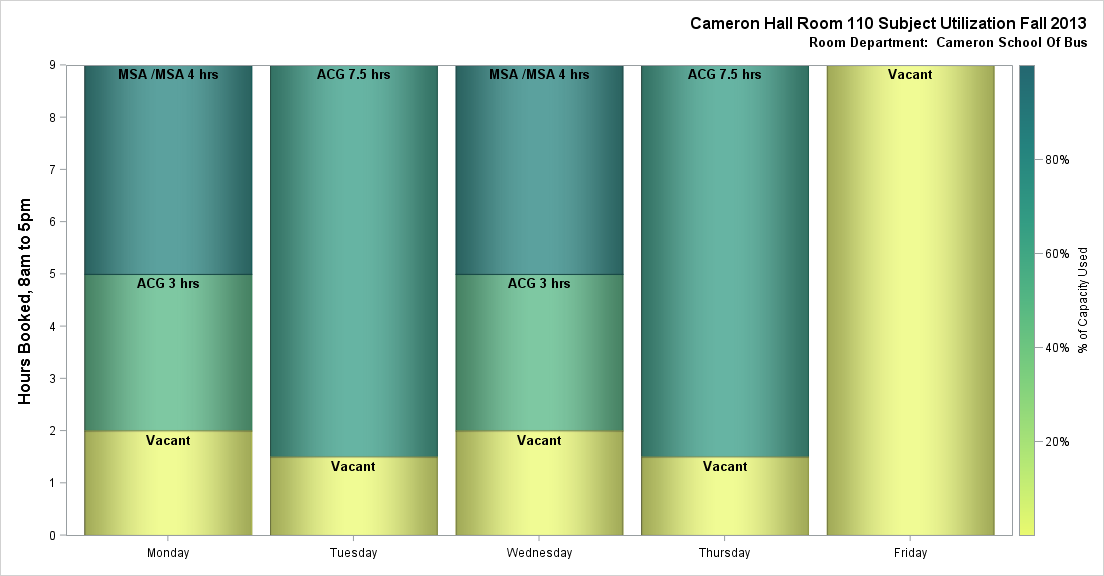 Cameron Hall Room 110 Subject Utilization Fall 2013
Room Department:  Cameron School Of Bus
Hours Booked, 8am to 5pm
9
8
7
6
5
4
3
2
1
0
MSA /MSA 4 hrs
ACG 3 hrs
Vacant
ACG 7.5 hrs
Vacant
MSA /MSA 4 hrs
ACG 3 hrs
Vacant
ACG 7.5 hrs
Vacant
Vacant
Monday
Tuesday
Wednesday
Thursday
Friday
80%
60%
40%
20%
% of Capacity Used